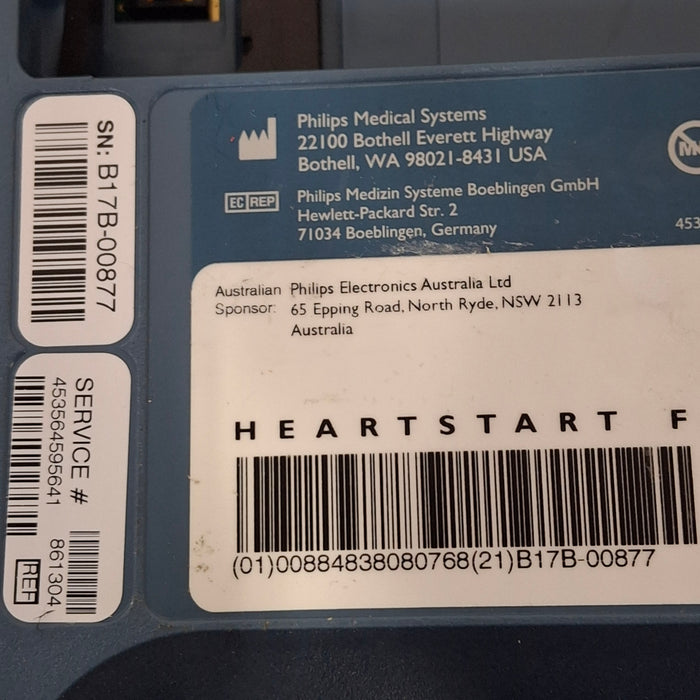 SN: B17B-00877
SERVICE #
453564595641
861304
REF
Philips Medical Systems
22100 Bothell Everett Highway
Bothell, WA 98021-8431 USA
EC REP
Philips Medizin Systeme Boeblingen GmbH
Hewlett-Packard Str. 2
71034 Boeblingen, Germany
453
Australian Philips Electronics Australia Ltd
Sponsor: 65 Epping Road, North Ryde, NSW 2113
Australia
HEARTSTART F
(01)00884838080768(21)B17B-00877